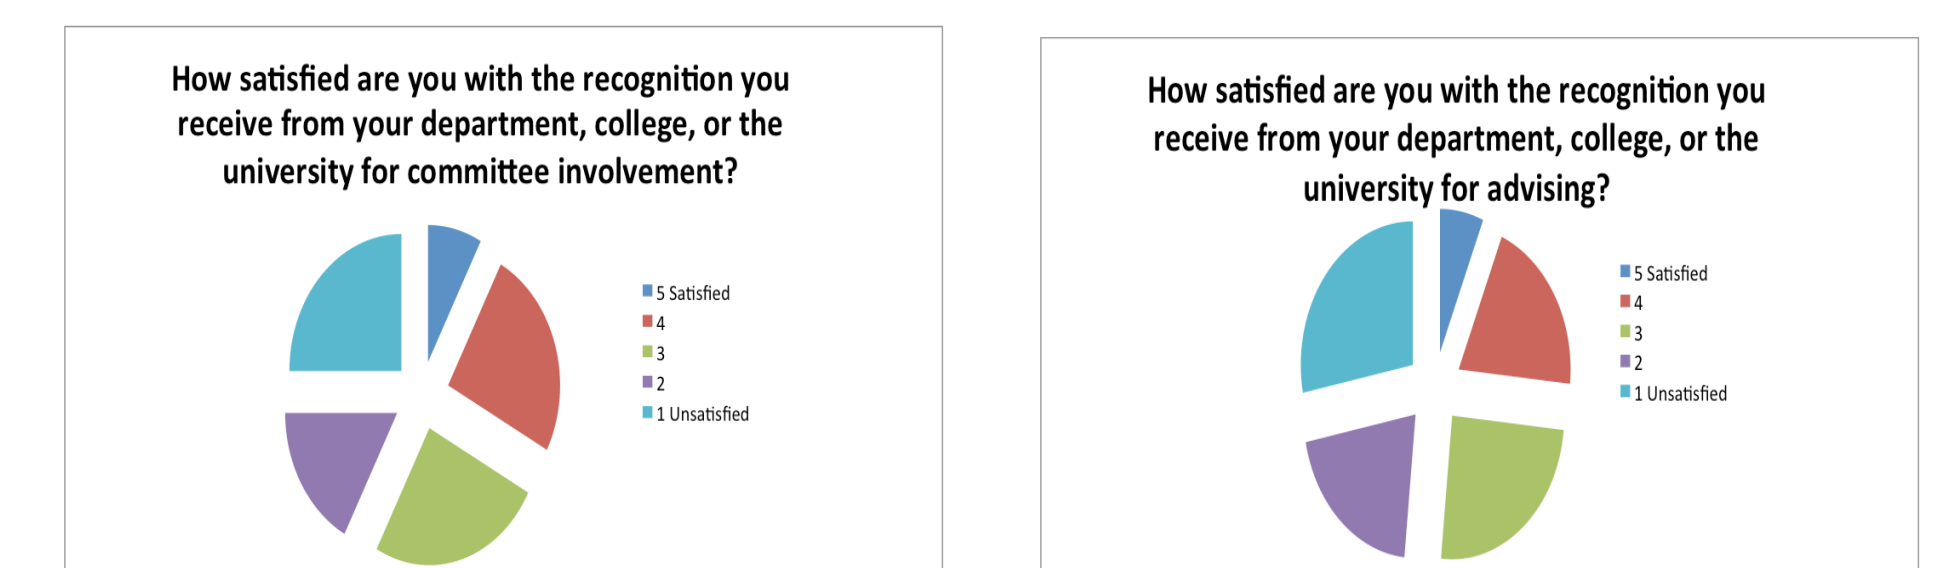 How satisfied are you with the recognition you
receive from your department, college, or the
university for committee involvement?
5 Satisfied
4
3
2
1 Unsatisfied
How satisfied are you with the recognition you
receive from your department, college, or the
university for advising?
5 Satisfied
4
3
2
1 Unsatisfied